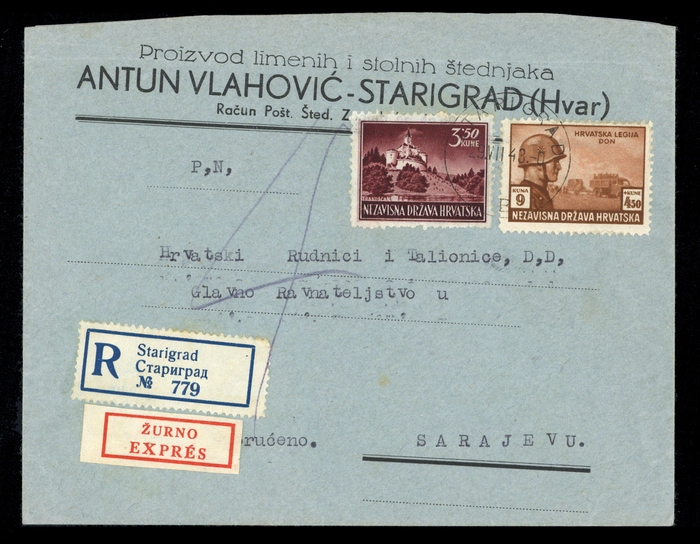 Proizvod limenih i stolnih štednjaka
ANTUN VLAHOVIĆ - STARIGRAD (Hvar)
Račun Pošt. Šted.
3·50
KUNE
TRAKOŠĆAN
NEZAVISNA DRŽAVA HRVATSKA
HRVATSKA LEGIJA
DON
KUNA
9
+KUNE
4,50
NEZAVISNA DRŽAVA HRVATSKA
P,N,
Hrvatski Rudnici i Talionice, D,D,
Glavno Ravnateljstvo u
R
Starigrad
Стариград
№ 779
ŽURNO
EXPRÉS
ručeno.
SARAJEVU.